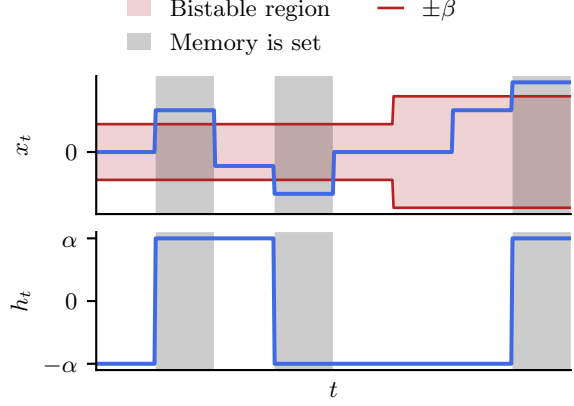 Bistable region
±β
Memory is set
x_t
0
α
h_t
0
−α
t